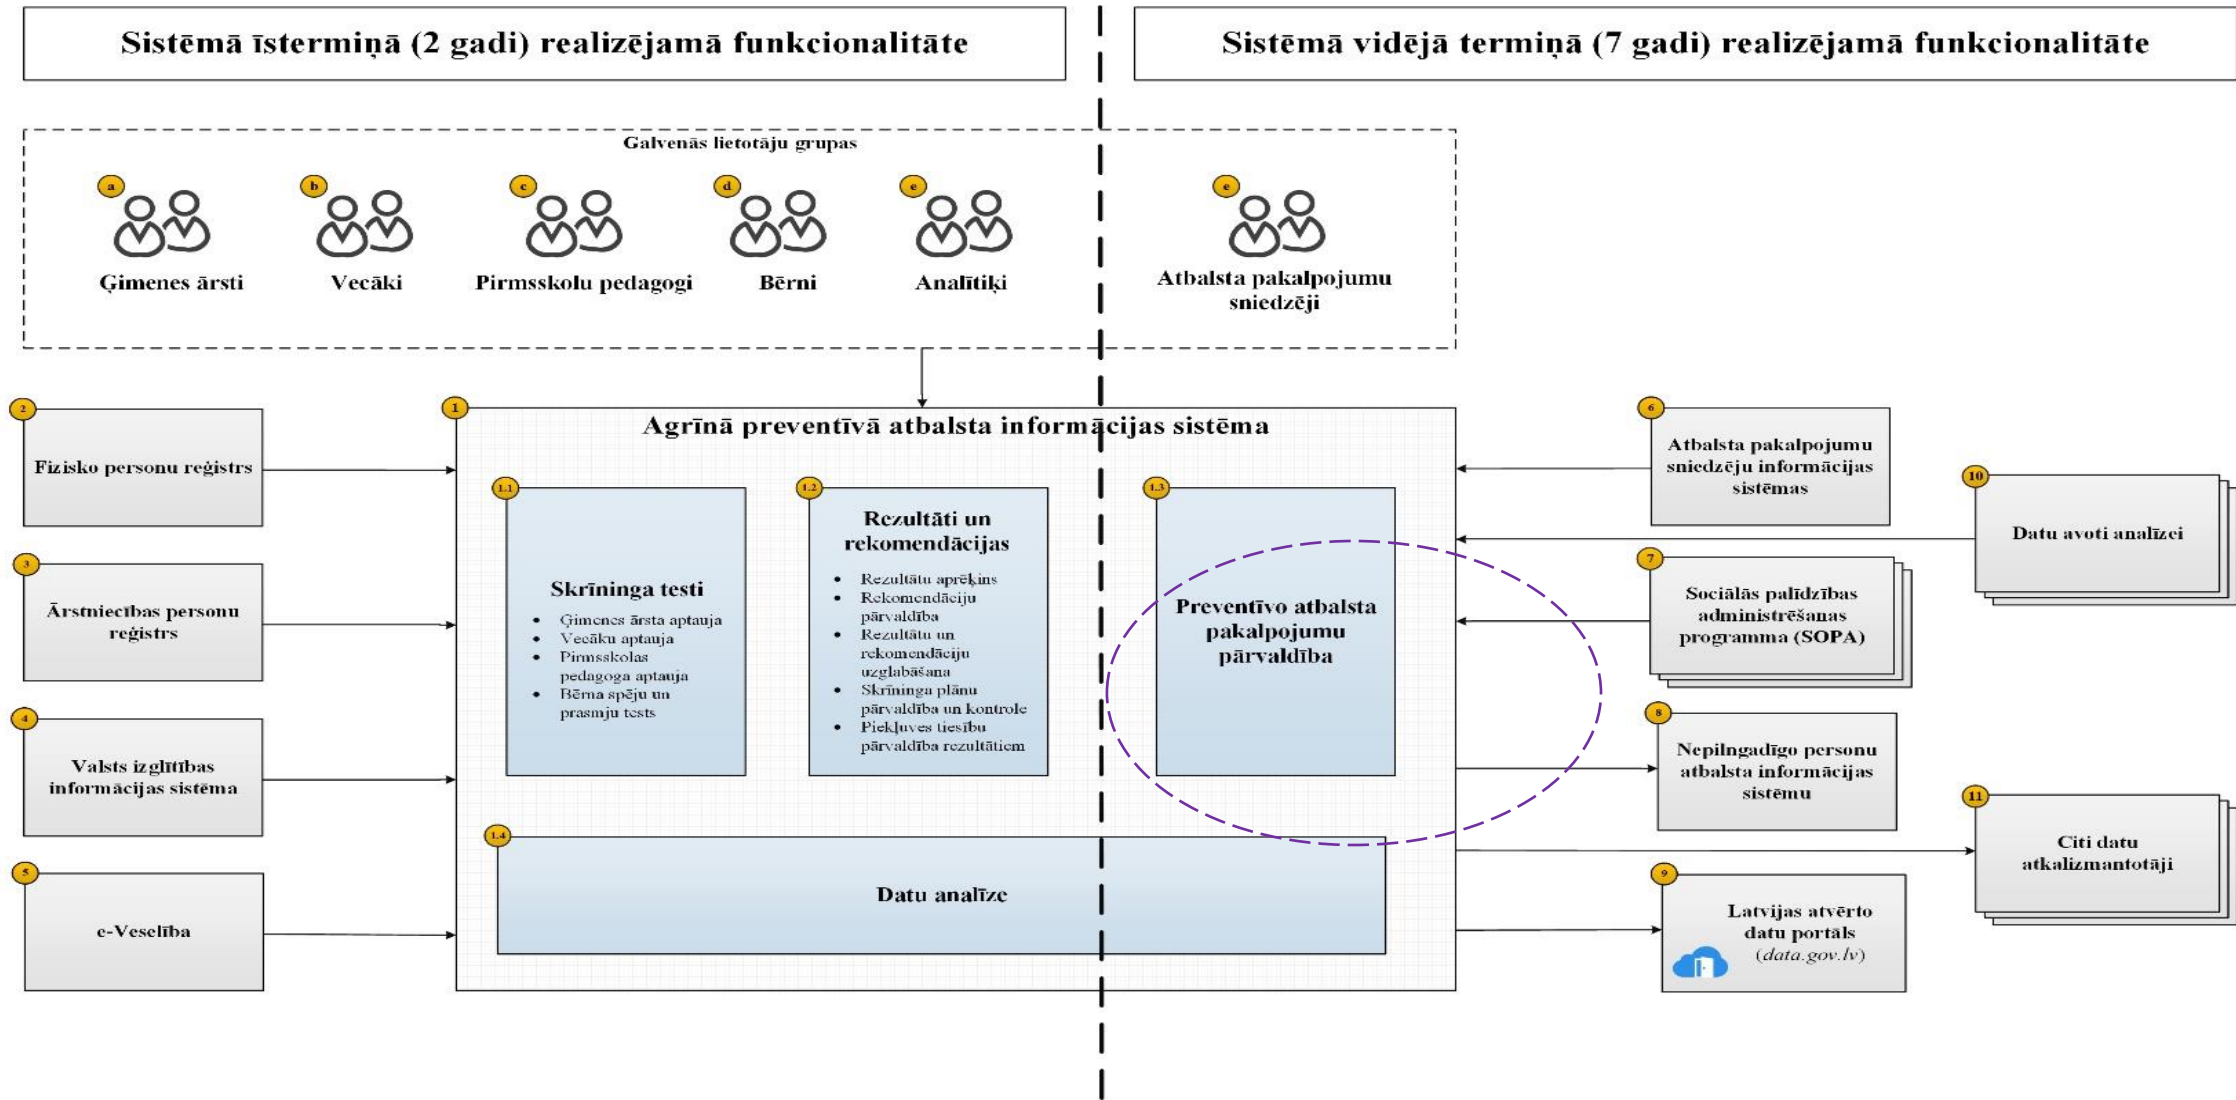 Sistēmā īstermiņā (2 gadi) realizējamā funkcionalitāte
Sistēmā vidējā termiņā (7 gadi) realizējamā funkcionalitāte
Galvenās lietotāju grupas
a
Ģimenes ārsti
b
Vecāki
c
Pirmsskolu pedagogi
d
Bērni
e
Analītiķi
e
Atbalsta pakalpojumu
sniedzēji
2
Fizisko personu reģistrs
3
Ārstniecības personu
reģistrs
4
Valsts izglītības
informācijas sistēma
5
e-Veselība
1
Agrīnā preventīvā atbalsta informācijas sistēma
1.1
Skrīninga testi
• Ģimenes ārsta aptauja
• Vecāku aptauja
• Pirmsskolas
pedagoga aptauja
• Bērna spēju un
prasmju tests
1.2
Rezultāti un
rekomendācijas
• Rezultātu aprēķins
• Rekomendāciju
pārvaldība
• Rezultātu un
rekomendāciju
uzglabāšana
• Skrīninga plānu
pārvaldība un kontrole
• Piekļuves tiesību
pārvaldība rezultātiem
1.3
Preventīvo atbalsta
pakalpojumu
pārvaldība
1.4
Datu analīze
6
Atbalsta pakalpojumu
sniedzēju informācijas
sistēmas
10
Datu avoti analīzei
7
Sociālās palīdzības
administrēšanas
programma (SOPA)
8
Nepilngadīgo personu
atbalsta informācijas
sistēmu
11
Citi datu
atkalizmantotāji
9
Latvijas atvērto
datu portāls
(data.gov.lv)